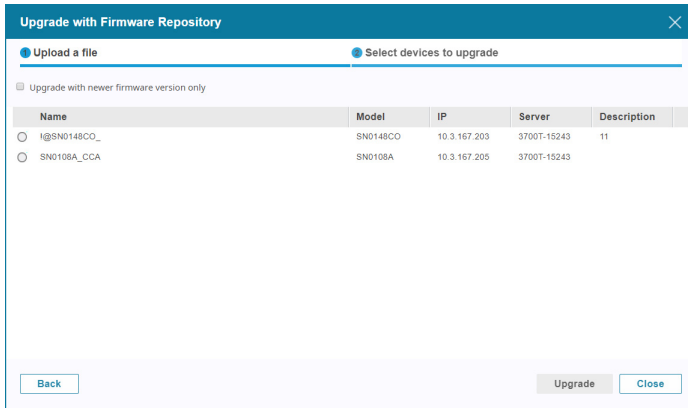 Upgrade with Firmware Repository
1 Upload a file 2 Select devices to upgrade
Upgrade with newer firmware version only
Name Model IP Server Description
!@SN0148CO_ SN0148CO 10.3.167.203 3700T-15243 11
SN0108A_CCA SN0108A 10.3.167.205 3700T-15243
Back Upgrade Close